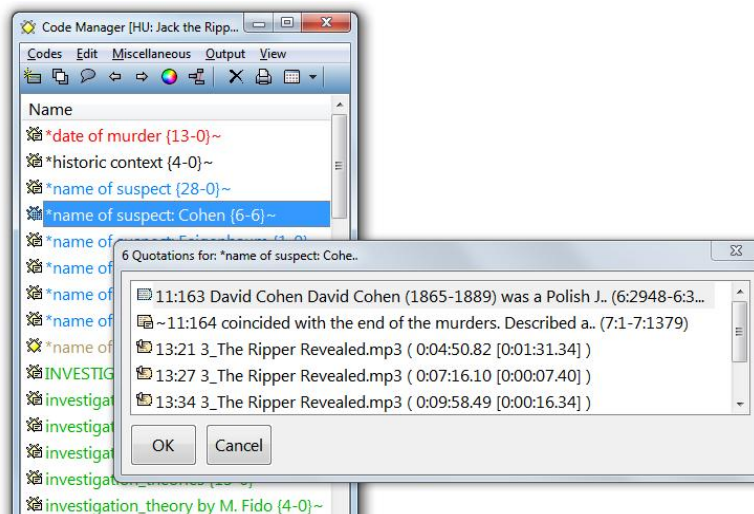 Code Manager [HU: Jack the Ripp...
Codes Edit Miscellaneous Output View
Name
*date of murder {13-0}~
*historic context {4-0}~
*name of suspect {28-0}~
*name of suspect: Cohen {6-6}~
*name of
6 Quotations for: *name of suspect: Cohe..
*name of
11:163 David Cohen David Cohen (1865-1889) was a Polish J.. (6:2948-6:3...
*name of
~11:164 coincided with the end of the murders. Described a.. (7:1-7:1379)
*name of
13:21 3_The Ripper Revealed.mp3 ( 0:04:50.82 [0:01:31.34] )
*name of
13:27 3_The Ripper Revealed.mp3 ( 0:07:16.10 [0:00:07.40] )
INVESTIG
13:34 3_The Ripper Revealed.mp3 ( 0:09:58.49 [0:00:16.34] )
investigat
investigat
OK Cancel
investigation_theory by M. Fido {4-0}~